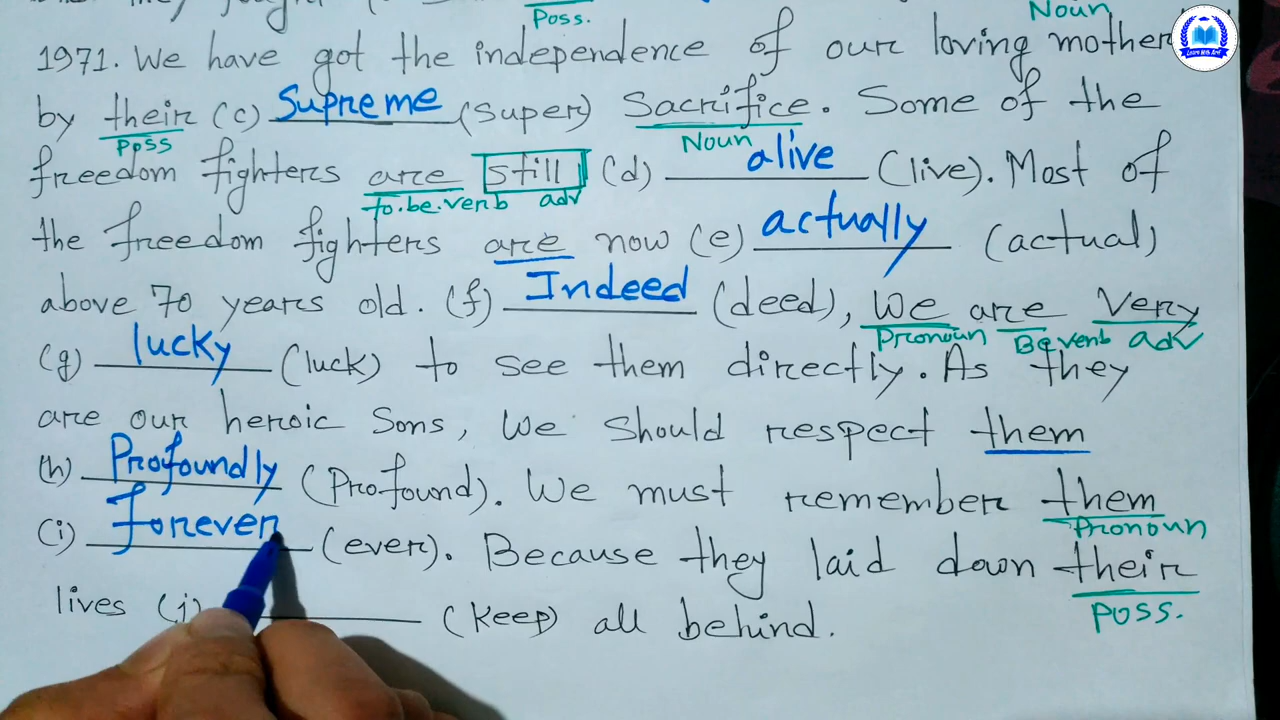 Poss. Noun
1971. We have got the independence of our loving mother
by their (c) Supreme (Super) Sacrifice. Some of the
Poss Noun
freedom fighters are still (d) alive (live). Most of
to.be.verb adv
the freedom fighters are now (e) actually (actual)
above 70 years old. (f) Indeed (deed), We are Very
Pronoun Be verb adv
(g) lucky (luck) to see them directly. As they
are our heroic Sons, we should respect them
(h) Profoundly (Profound). We must remember them
Pronoun
(i) forever (ever). Because they laid down their
Poss.
lives (j) (Keep) all behind.